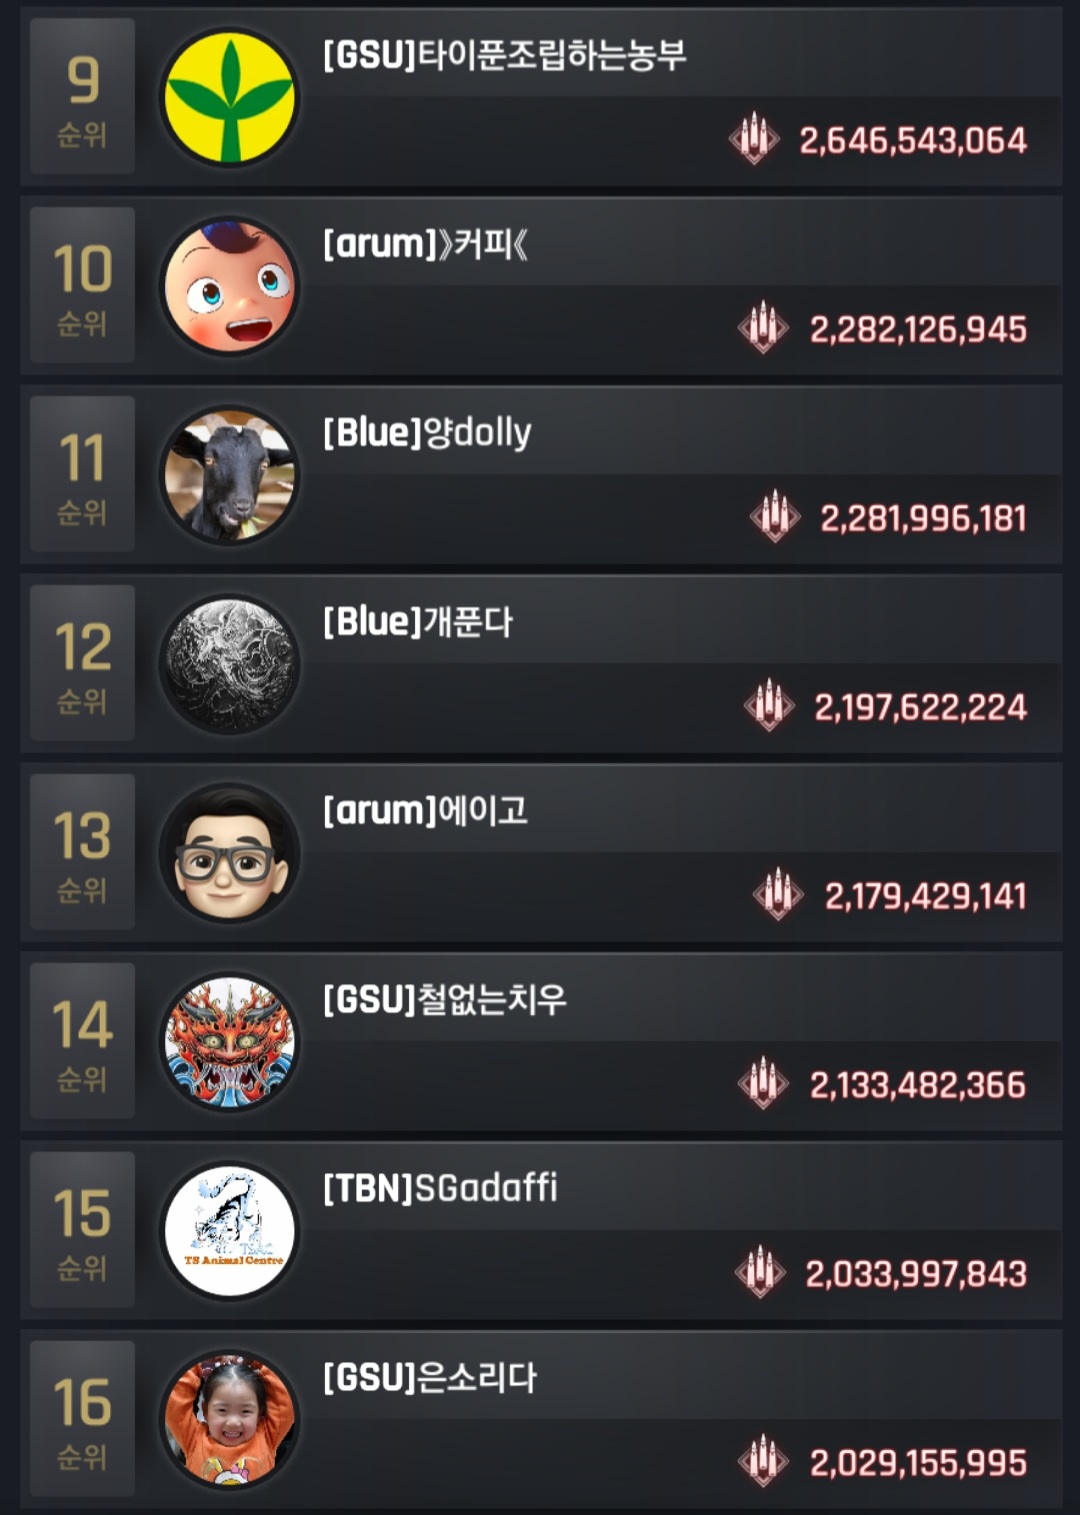 9
순위
[GSU]타이푼조립하는농부
2,646,543,064
10
순위
[arum]》커피《
2,282,126,945
11
순위
[Blue]양dolly
2,281,996,181
12
순위
[Blue]개푼다
2,197,622,224
13
순위
[arum]에이고
2,179,429,141
14
순위
[GSU]철없는치우
2,133,482,366
15
순위
[TBN]SGadaffi
TSAC
TS Animal Centre
2,033,997,843
16
순위
[GSU]은소리다
2,029,155,995